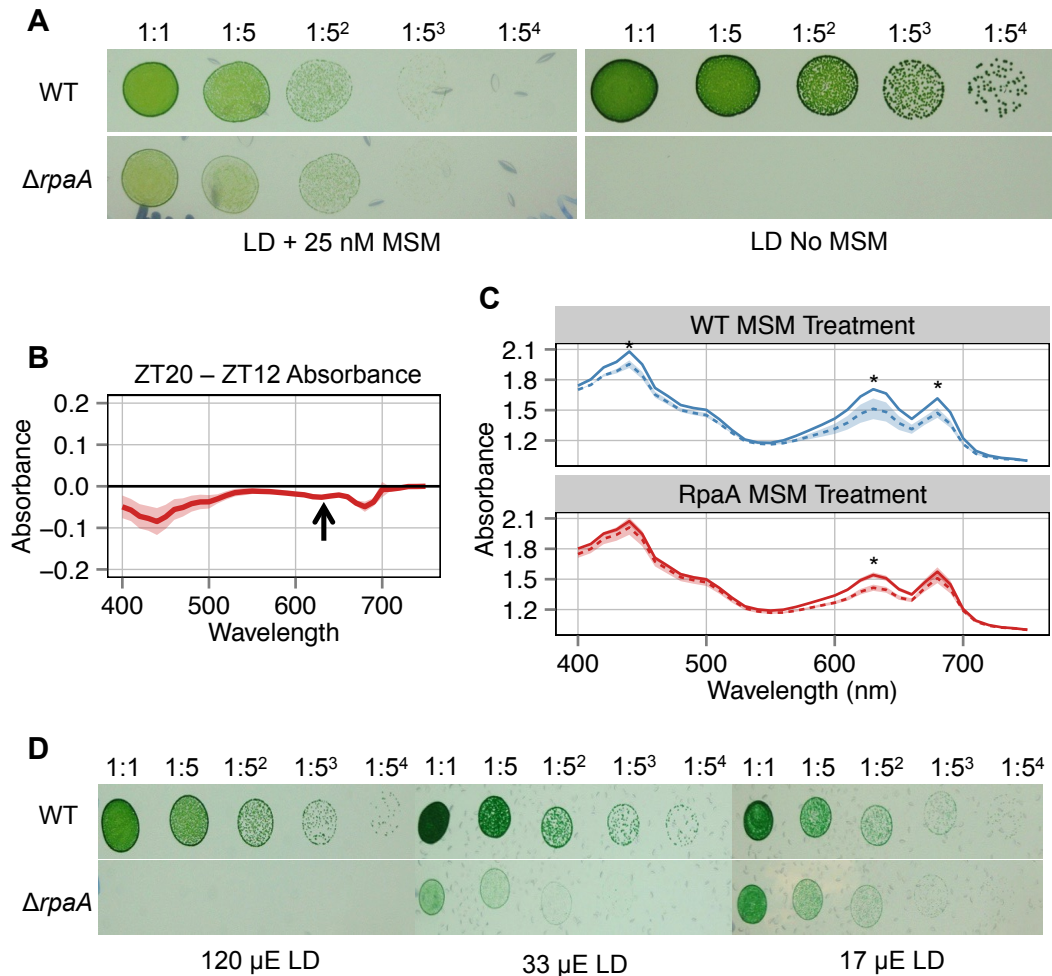 A
1:1 1:5 1:5² 1:5³ 1:5⁴ 1:1 1:5 1:5² 1:5³ 1:5⁴
WT
ΔrpaA
LD + 25 nM MSM LD No MSM
B
ZT20 – ZT12 Absorbance
Absorbance
0.2
0.1
0.0
−0.1
−0.2
400 500 600 700
Wavelength
C
WT MSM Treatment
2.1
1.8
1.5
1.2
* * *
RpaA MSM Treatment
2.1
1.8
1.5
1.2
*
Absorbance
400 500 600 700
Wavelength (nm)
D
1:1 1:5 1:5² 1:5³ 1:5⁴ 1:1 1:5 1:5² 1:5³ 1:5⁴ 1:1 1:5 1:5² 1:5³ 1:5⁴
WT
ΔrpaA
120 µE LD 33 µE LD 17 µE LD